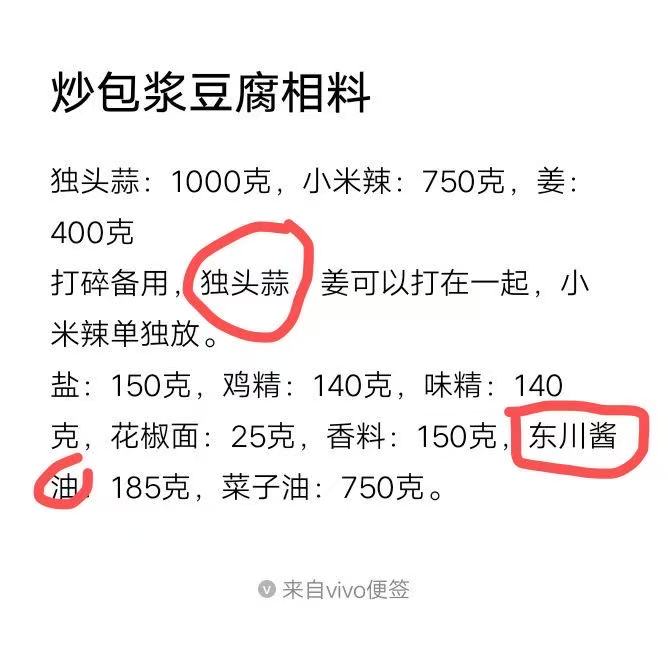 炒包浆豆腐相料
独头蒜：1000克，小米辣：750克，姜：
400克
打碎备用，独头蒜 姜可以打在一起，小
米辣单独放。
盐：150克，鸡精：140克，味精：140
克，花椒面：25克，香料：150克，东川酱
油：185克，菜子油：750克。
来自vivo便签